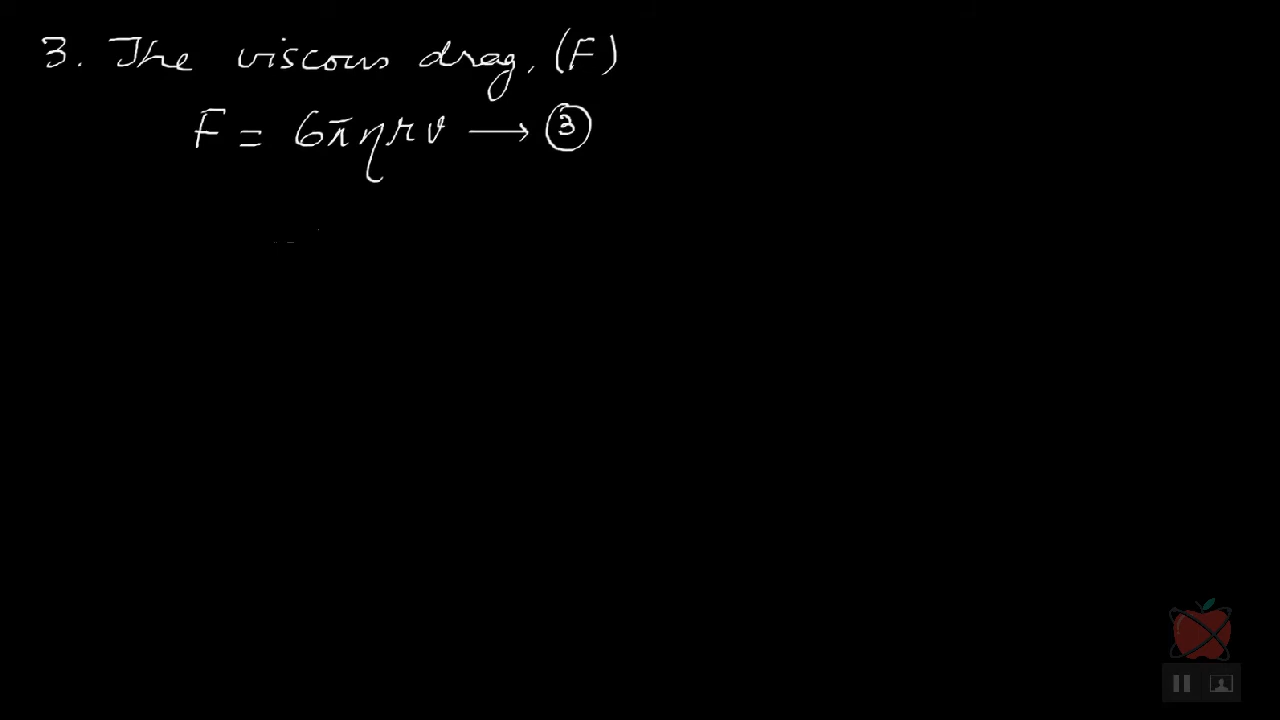 3. The viscous drag, (F)
F = 6πηrv → ③